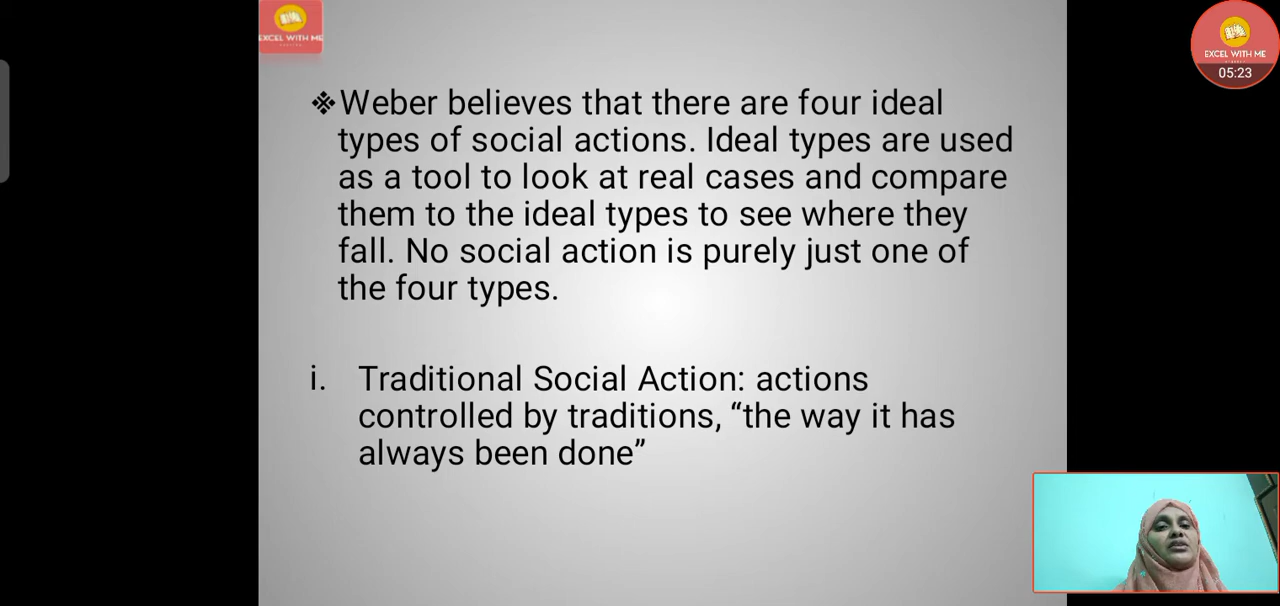 EXCEL WITH ME
EXCEL WITH ME
05:23
❖Weber believes that there are four ideal
types of social actions. Ideal types are used
as a tool to look at real cases and compare
them to the ideal types to see where they
fall. No social action is purely just one of
the four types.
i. Traditional Social Action: actions
controlled by traditions, “the way it has
always been done”